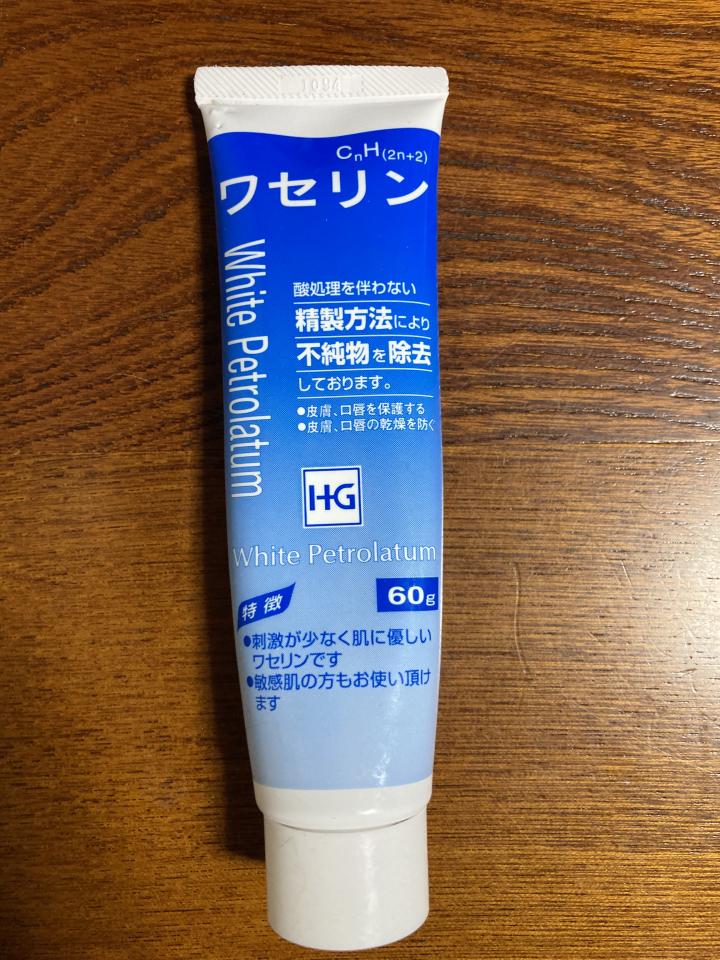 1094
CnH(2n+2)
ワセリン
White Petrolatum
酸処理を伴わない
精製方法により
不純物を除去
しております。
●皮膚、口唇を保護する
●皮膚、口唇の乾燥を防ぐ
HG
White Petrolatum
60g
特徴
●刺激が少なく肌に優しい
ワセリンです
●敏感肌の方もお使い頂け
ます